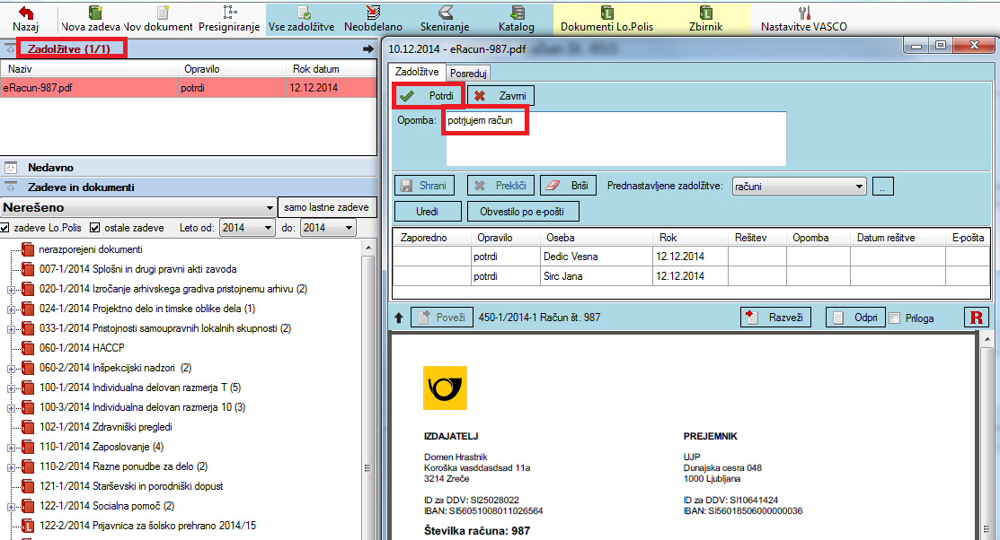 Nazaj
Nova zadeva
Nov dokument
Presigniranje
Vse zadolžitve
Neobdelano
Skeniranje
Katalog
Dokumenti Lo.Polis
Zbirnik
Nastavitve VASCO
Zadolžitve (1/1)
Naziv Opravilo Rok datum
eRacun-987.pdf potrdi 12.12.2014
Nedavno
Zadeve in dokumenti
Nerešeno samo lastne zadeve
zadeve Lo.Polis ostale zadeve Leto od: 2014 do: 2014
nerazporejeni dokumenti
007-1/2014 Splošni in drugi pravni akti zavoda
020-1/2014 Izročanje arhivskega gradiva pristojnemu arhivu (2)
024-1/2014 Projektno delo in timske oblike dela (1)
033-1/2014 Pristojnosti samoupravnih lokalnih skupnosti (2)
060-1/2014 HACCP
060-2/2014 Inšpekcijski nadzori (2)
100-1/2014 Individualna delovan razmerja T (5)
100-3/2014 Individualna delovan razmerja 10 (3)
102-1/2014 Zdravniški pregledi
110-1/2014 Zaposlovanje (4)
110-2/2014 Razne ponudbe za delo (2)
121-1/2014 Starševski in porodniški dopust
122-1/2014 Socialna pomoč (2)
122-2/2014 Prijavnica za šolsko prehrano 2014/15
10.12.2014 - eRacun-987.pdf
Zadolžitve Posreduj
Potrdi Zavrni
Opomba: potrjujem račun
Shrani Prekliči Briši Prednastavljene zadolžitve: računi ..
Uredi Obvestilo po e-pošti
Zaporedno Opravilo Oseba Rok Rešitev Opomba Datum rešitve E-pošta
potrdi Dedic Vesna 12.12.2014
potrdi Sirc Jana 12.12.2014
Poveži 450-1/2014-1 Račun št. 987 Razveži Odpri Priloga R
IZDAJATELJ
Domen Hrastnik
Koroška vasddasdsad 11a
3214 Zreče
ID za DDV: SI25028022
IBAN: SI56051008011026564
Številka računa: 987
PREJEMNIK
UJP
Dunajska cesra 048
1000 Ljubljana
ID za DDV: SI10641424
IBAN: SI56018506000000036